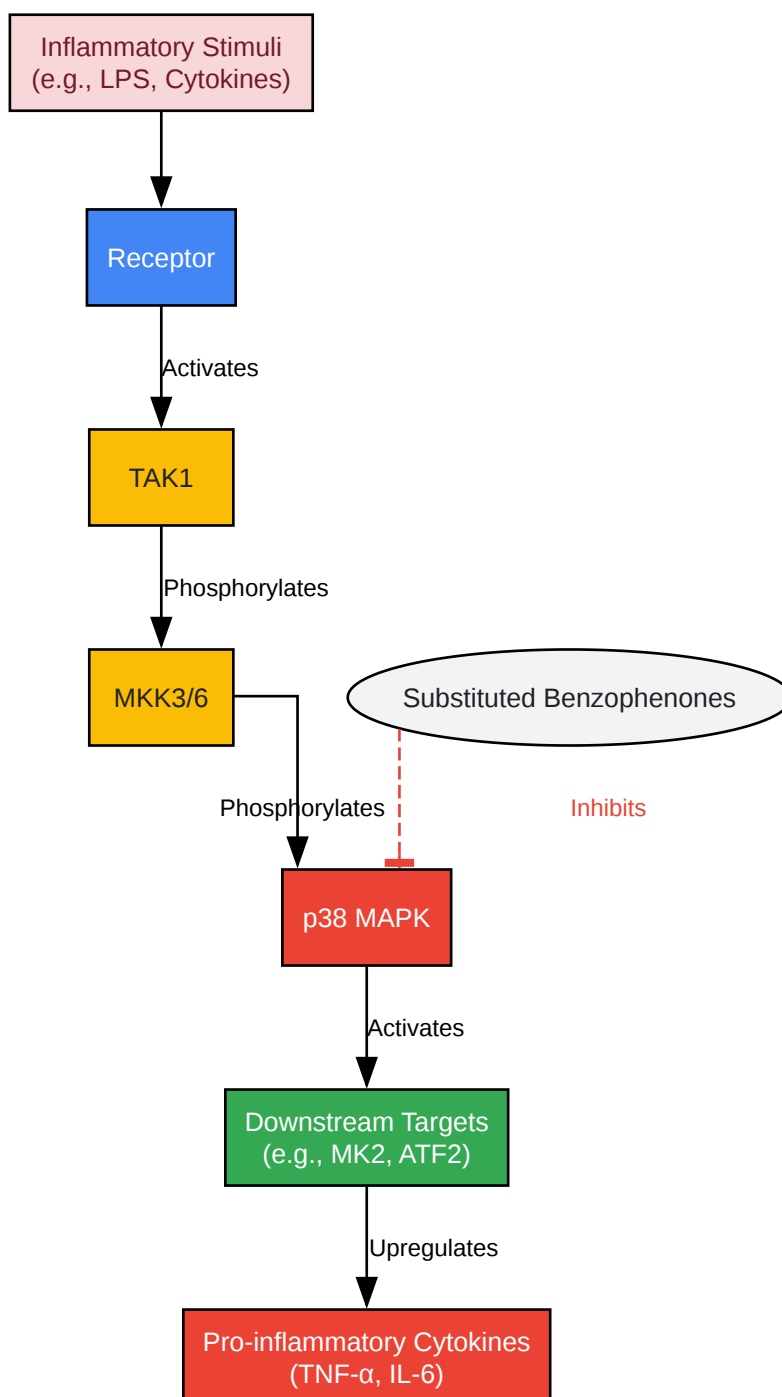 Inflammatory Stimuli
(e.g., LPS, Cytokines)
Receptor
Activates
TAK1
Phosphorylates
MKK3/6
Substituted Benzophenones
Phosphorylates
Inhibits
p38 MAPK
Activates
Downstream Targets
(e.g., MK2, ATF2)
Upregulates
Pro-inflammatory Cytokines
(TNF-α, IL-6)